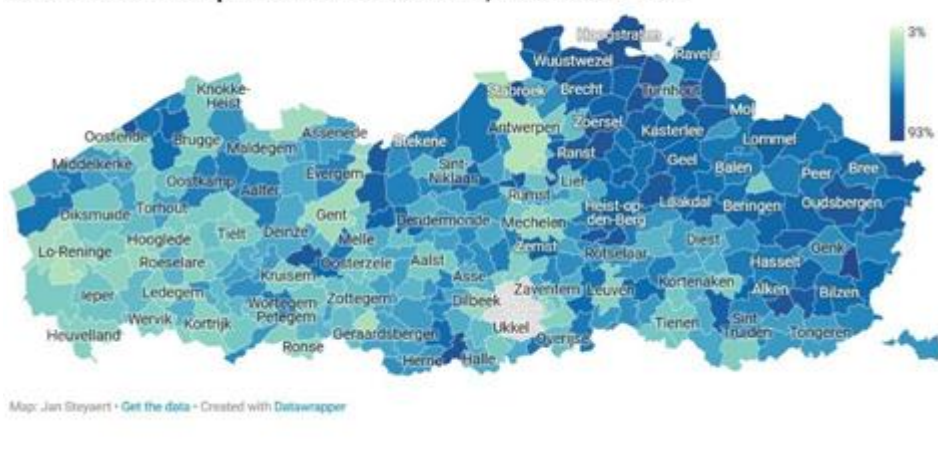 Hoogstraten
3%
Ravels
Wuustwezel
Knokke-
Heist
Stabroek
Brecht
Turnhout
Mol
93%
Oostende
Brugge
Assenede
Maldegem
Stekene
Antwerpen
Zoersel
Kasterlee
Lommel
Middelkerke
Ranst
Geel
Balen
Peer
Bree
Oostkamp
Aalter
Evergem
Sint-
Niklaas
Lier
Rumst
Diksmuide
Torhout
Gent
Dendermonde
Mechelen
Heist-op-
den-Berg
Laakdal
Beringen
Oudsbergen
Lo-Reninge
Hooglede
Tielt
Deinze
Melle
Zemst
Rotselaar
Diest
Genk
Roeselare
Oosterzele
Aalst
Hasselt
Kruisem
Asse
Ieper
Ledegem
Wortegem
Petegem
Zottegem
Dilbeek
Zaventem
Leuven
Kortenaken
Alken
Bilzen
Wervik
Kortrijk
Ukkel
Tienen
Sint
Truiden
Tongeren
Heuvelland
Ronse
Geraardsbergen
Herne
Halle
Overijse
Map: Jan Steyaert • Get the data • Created with Datawrapper